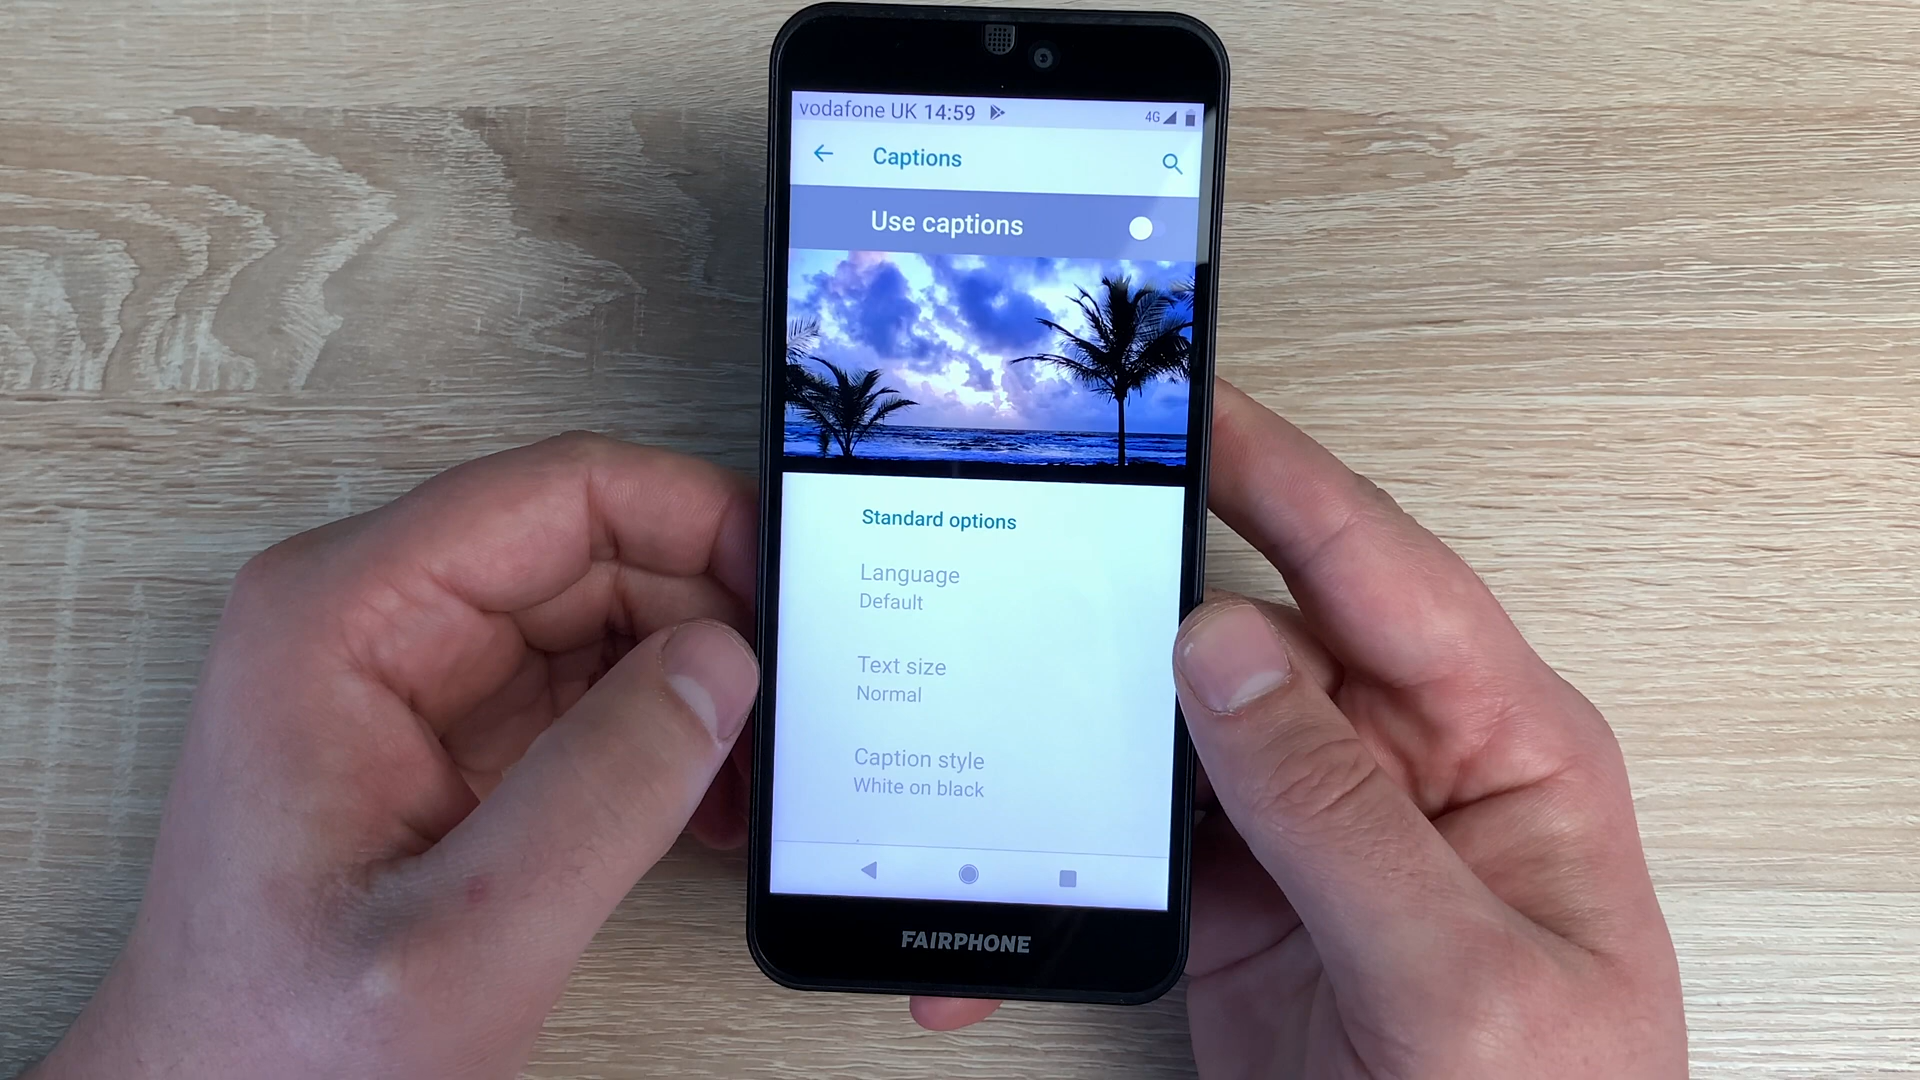 vodafone UK 14:59
4G
Captions
Use captions
Standard options
Language
Default
Text size
Normal
Caption style
White on black
FAIRPHONE